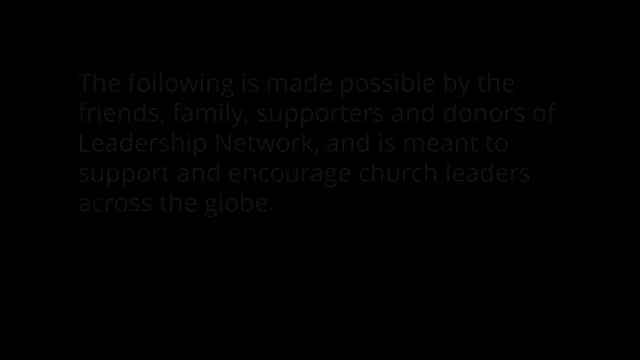 The following is made possible by the
friends, family, supporters and donors of
Leadership Network, and is meant to
support and encourage church leaders
across the globe.